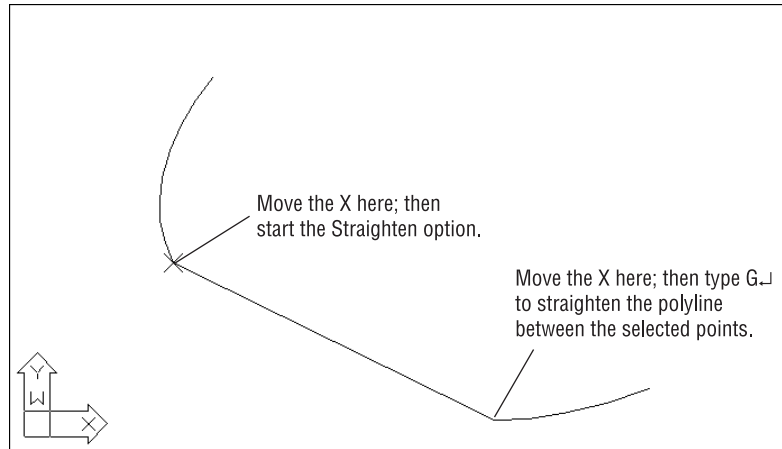 Move the X here; then
start the Straighten option.
Move the X here; then type G↵
to straighten the polyline
between the selected points.
Y
W
X